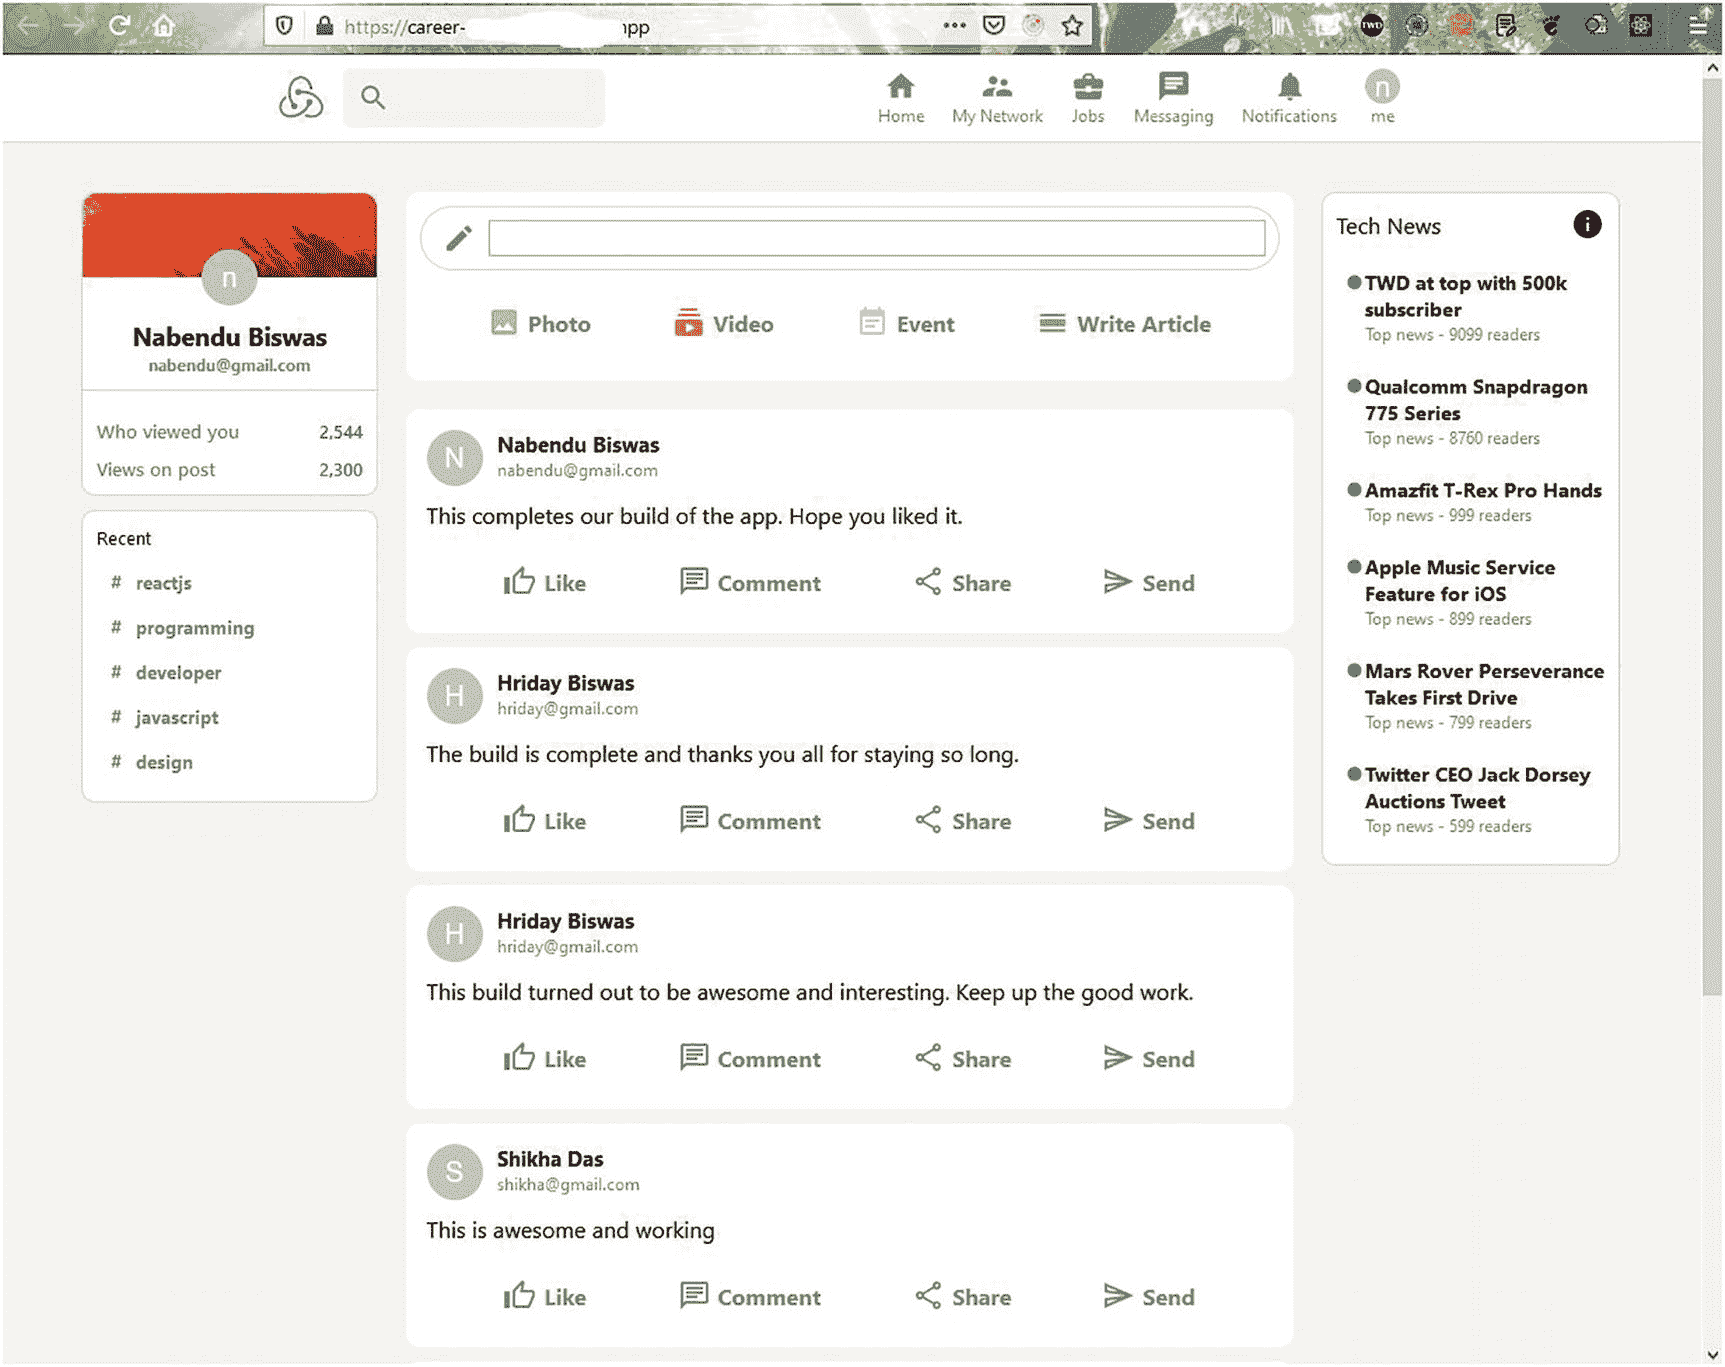 https://career-
npp
TWD
Home
My Network
Jobs
Messaging
Notifications
n
me
n
Nabendu Biswas
nabendu@gmail.com
Who viewed you 2,544
Views on post 2,300
Recent
# reactjs
# programming
# developer
# javascript
# design
Photo
Video
Event
Write Article
N
Nabendu Biswas
nabendu@gmail.com
This completes our build of the app. Hope you liked it.
Like Comment Share Send
H
Hriday Biswas
hriday@gmail.com
The build is complete and thanks you all for staying so long.
Like Comment Share Send
H
Hriday Biswas
hriday@gmail.com
This build turned out to be awesome and interesting. Keep up the good work.
Like Comment Share Send
S
Shikha Das
shikha@gmail.com
This is awesome and working
Like Comment Share Send
Tech News
TWD at top with 500k
subscriber
Top news - 9099 readers
Qualcomm Snapdragon
775 Series
Top news - 8760 readers
Amazfit T-Rex Pro Hands
Top news - 999 readers
Apple Music Service
Feature for iOS
Top news - 899 readers
Mars Rover Perseverance
Takes First Drive
Top news - 799 readers
Twitter CEO Jack Dorsey
Auctions Tweet
Top news - 599 readers